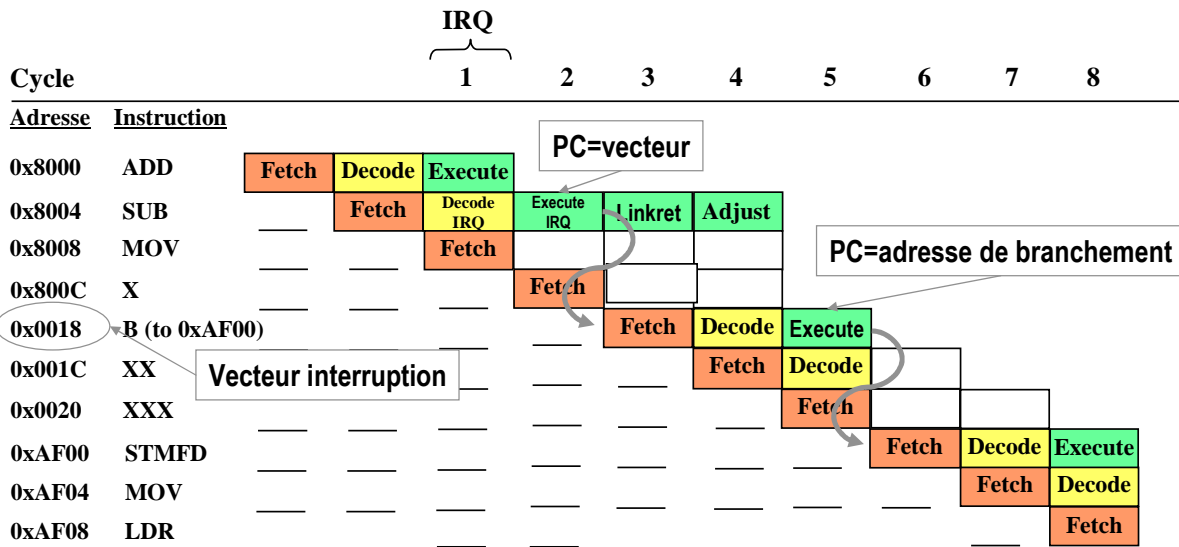 IRQ
Cycle 1 2 3 4 5 6 7 8
Adresse Instruction
PC=vecteur
0x8000 ADD Fetch Decode Execute
0x8004 SUB Fetch Decode IRQ Execute IRQ Linkret Adjust
0x8008 MOV Fetch
PC=adresse de branchement
0x800C X Fetch
0x0018 B (to 0xAF00) Fetch Decode Execute
0x001C XX Fetch Decode
Vecteur interruption
0x0020 XXX Fetch
0xAF00 STMFD Fetch Decode Execute
0xAF04 MOV Fetch Decode
0xAF08 LDR Fetch